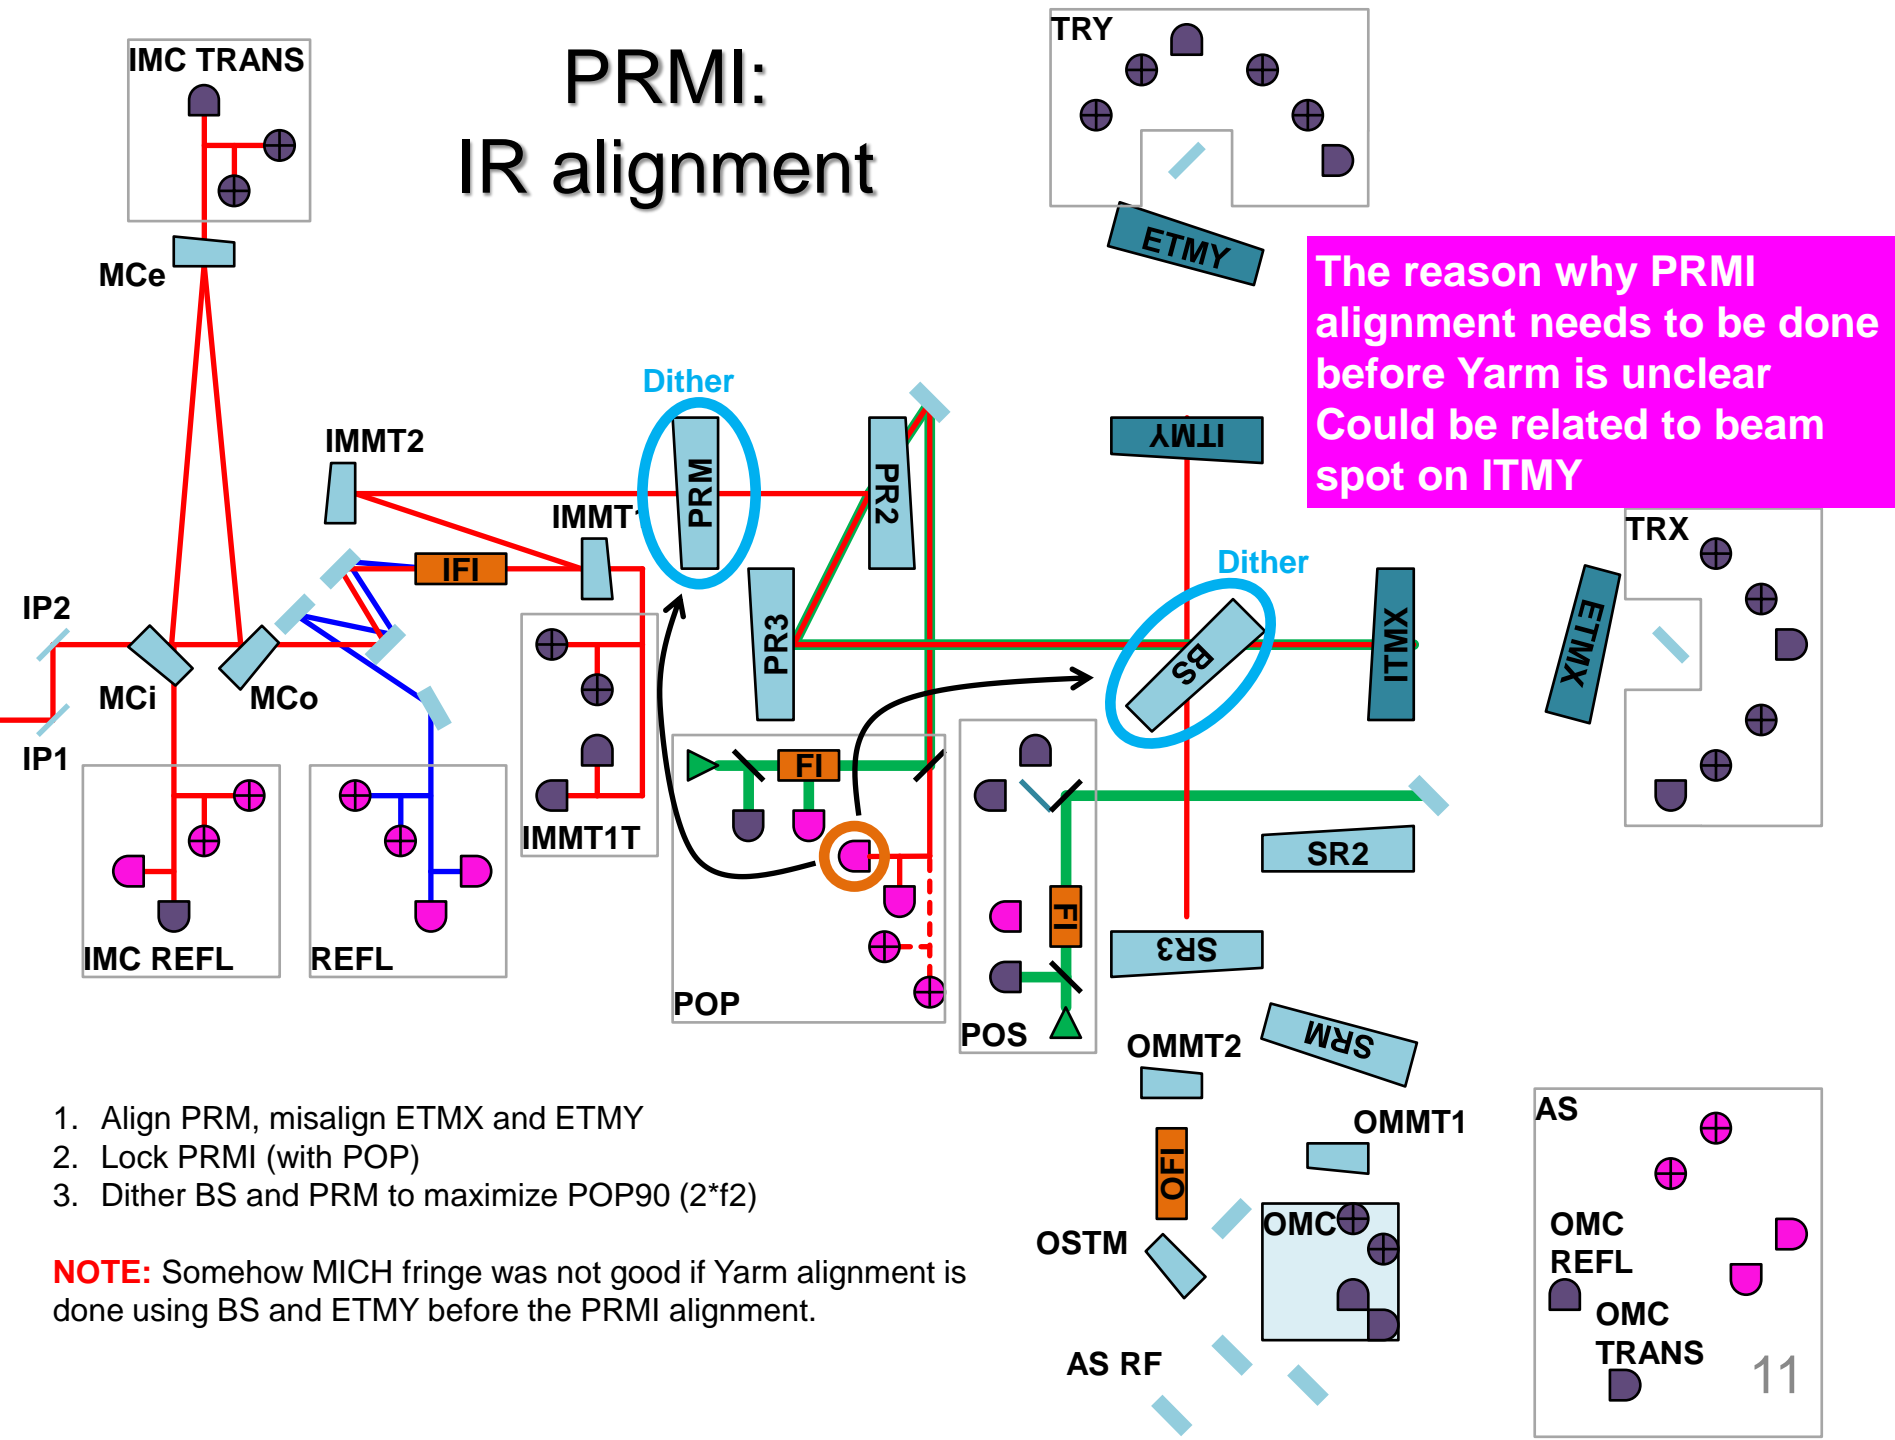 PRMI:
IR alignment
IMC TRANS
TRY
MCe
ETMY
The reason why PRMI
alignment needs to be done
before Yarm is unclear
Could be related to beam
spot on ITMY
Dither
IMMT2
PRM
PR2
ITMY
IMMT1
TRX
IFI
Dither
IP2
PR3
BS
ITMX
ETMX
MCi
MCo
IP1
FI
IMMT1T
SR2
FI
IMC REFL
REFL
SR3
POP
POS
SRM
OMMT2
1. Align PRM, misalign ETMX and ETMY
2. Lock PRMI (with POP)
3. Dither BS and PRM to maximize POP90 (2*f2)
NOTE: Somehow MICH fringe was not good if Yarm alignment is
done using BS and ETMY before the PRMI alignment.
OMMT1
AS
OFI
OMC
OSTM
OMC
REFL
OMC
TRANS
AS RF
11